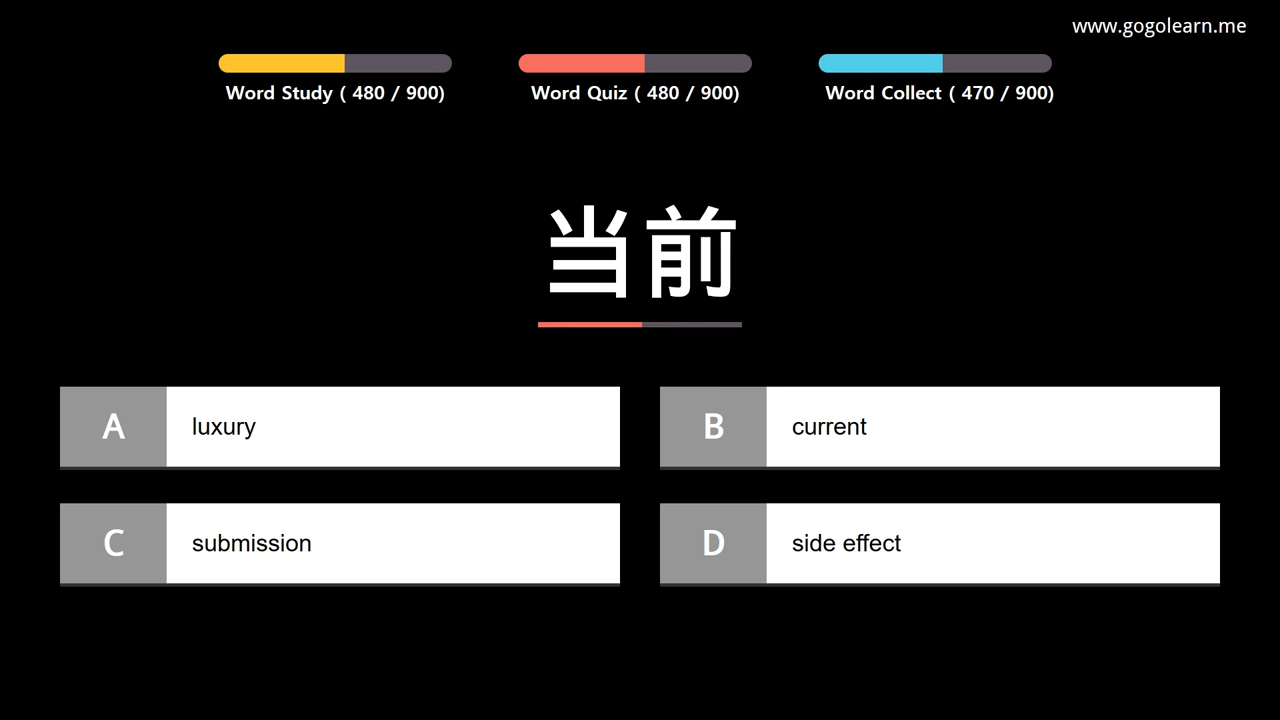 www.gogolearn.me
Word Study ( 480 / 900)
Word Quiz ( 480 / 900)
Word Collect ( 470 / 900)
当前
A luxury
B current
C submission
D side effect